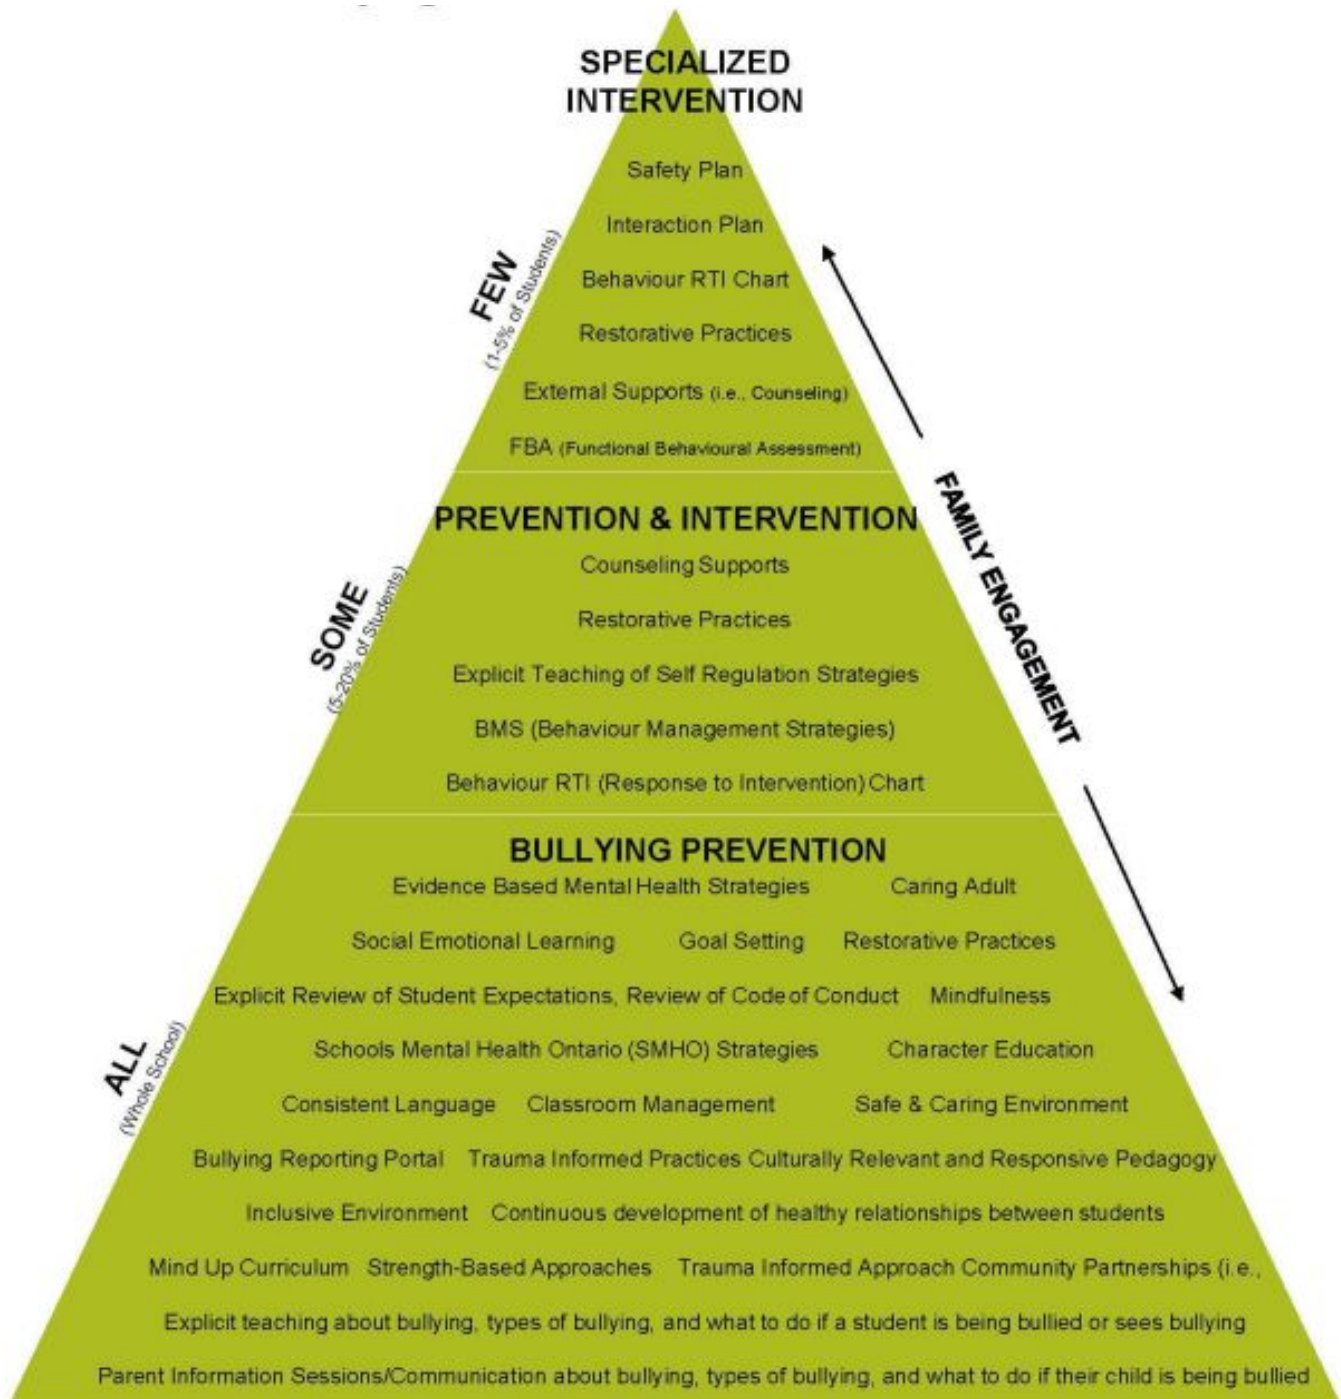 SPECIALIZED
INTERVENTION
Safety Plan
Interaction Plan
Behaviour RTI Chart
Restorative Practices
External Supports (i.e., Counseling)
FBA (Functional Behavioural Assessment)
FEW
(1-5% of Students)
PREVENTION & INTERVENTION
Counseling Supports
Restorative Practices
Explicit Teaching of Self Regulation Strategies
BMS (Behaviour Management Strategies)
Behaviour RTI (Response to Intervention) Chart
SOME
(5-20% of Students)
FAMILY ENGAGEMENT
BULLYING PREVENTION
Evidence Based Mental Health Strategies Caring Adult
Social Emotional Learning Goal Setting Restorative Practices
Explicit Review of Student Expectations, Review of Code of Conduct Mindfulness
Schools Mental Health Ontario (SMHO) Strategies Character Education
Consistent Language Classroom Management Safe & Caring Environment
Bullying Reporting Portal Trauma Informed Practices Culturally Relevant and Responsive Pedagogy
Inclusive Environment Continuous development of healthy relationships between students
Mind Up Curriculum Strength-Based Approaches Trauma Informed Approach Community Partnerships (i.e.,
Explicit teaching about bullying, types of bullying, and what to do if a student is being bullied or sees bullying
Parent Information Sessions/Communication about bullying, types of bullying, and what to do if their child is being bullied
ALL
(Whole School)